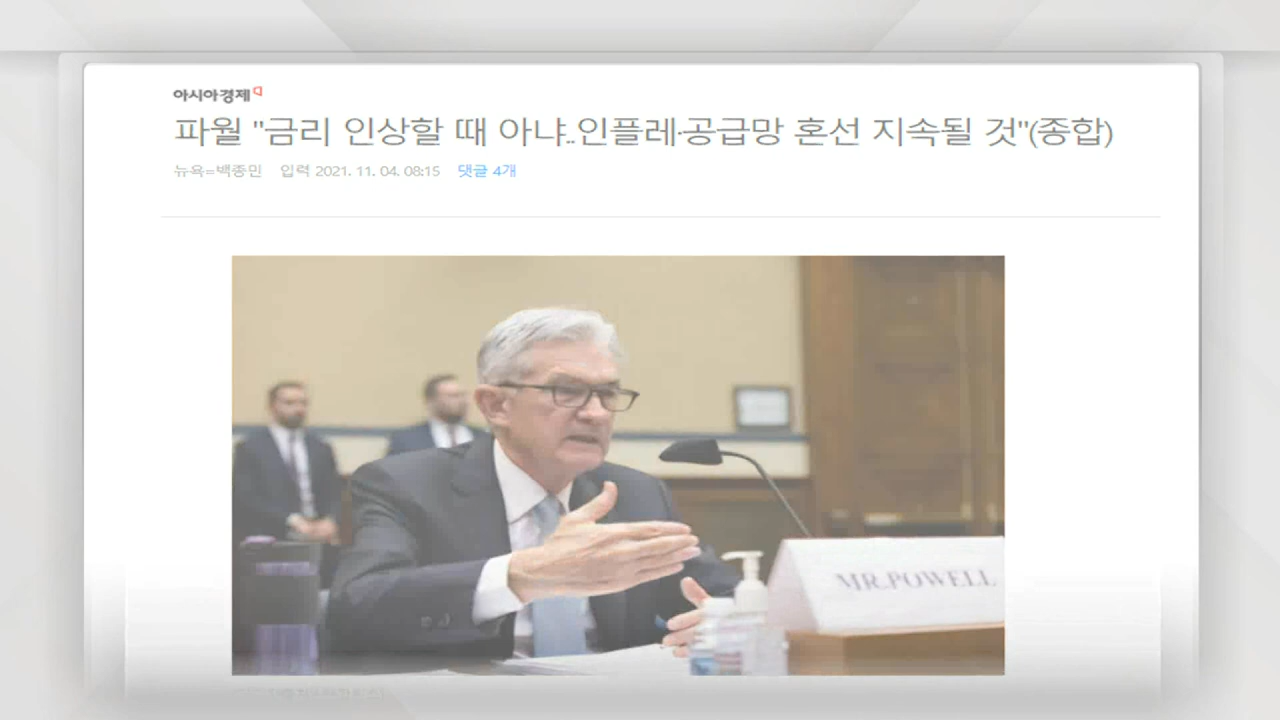 아시아경제
파월 "금리 인상할 때 아냐..인플레·공급망 혼선 지속될 것"(종합)
뉴욕=백종민 입력 2021. 11. 04. 08:15 댓글 4개
MR. POWELL